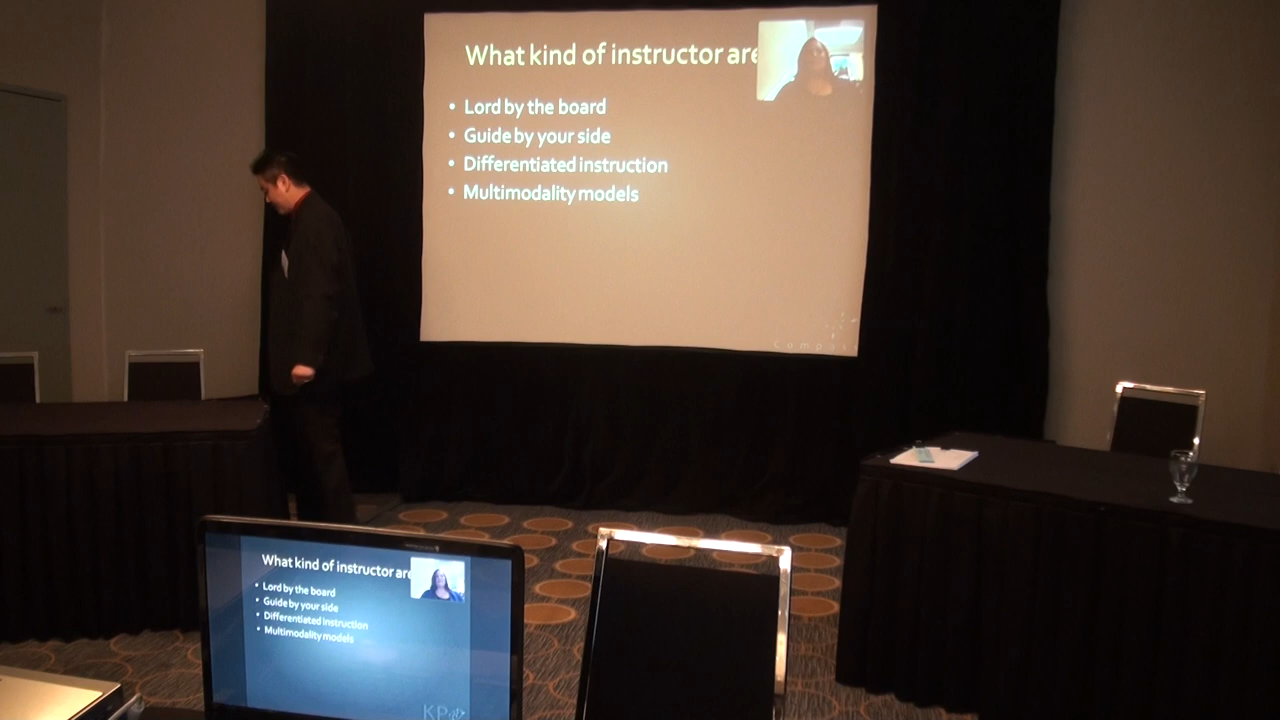 What kind of instructor are
• Lord by the board
• Guide by your side
• Differentiated instruction
• Multimodality models
What kind of instructor are
• Lord by the board
• Guide by your side
• Differentiated instruction
• Multimodality models
KP